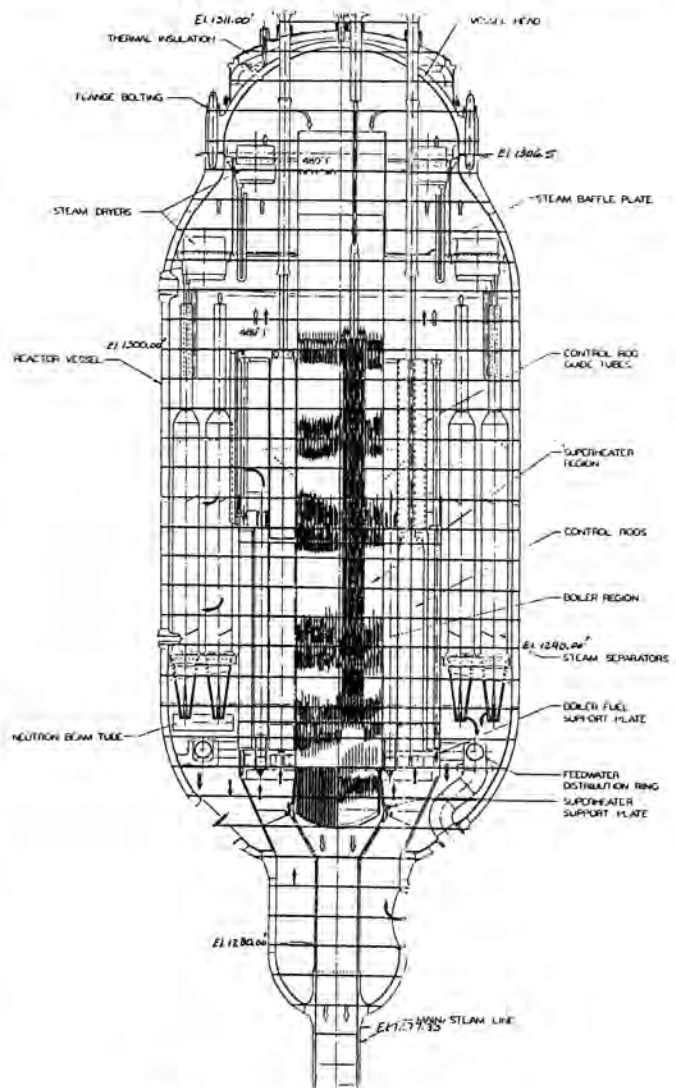 El.1311.00'
VESSEL HEAD
THERMAL INSULATION
FLANGE BOLTING
El.1306.5
489°F
STEAM DRYERS
STEAM BAFFLE PLATE
489°F
El.1300.00'
REACTOR VESSEL
CONTROL ROD
GUIDE TUBES
SUPERHEATER
REGION
CONTROL RODS
BOILER REGION
El.1290.00'
STEAM SEPARATORS
BOILER FUEL
SUPPORT PLATE
NEUTRON BEAM TUBE
FEEDWATER
DISTRIBUTION RING
SUPERHEATER
SUPPORT PLATE
El.1280.00'
MAIN STEAM LINE